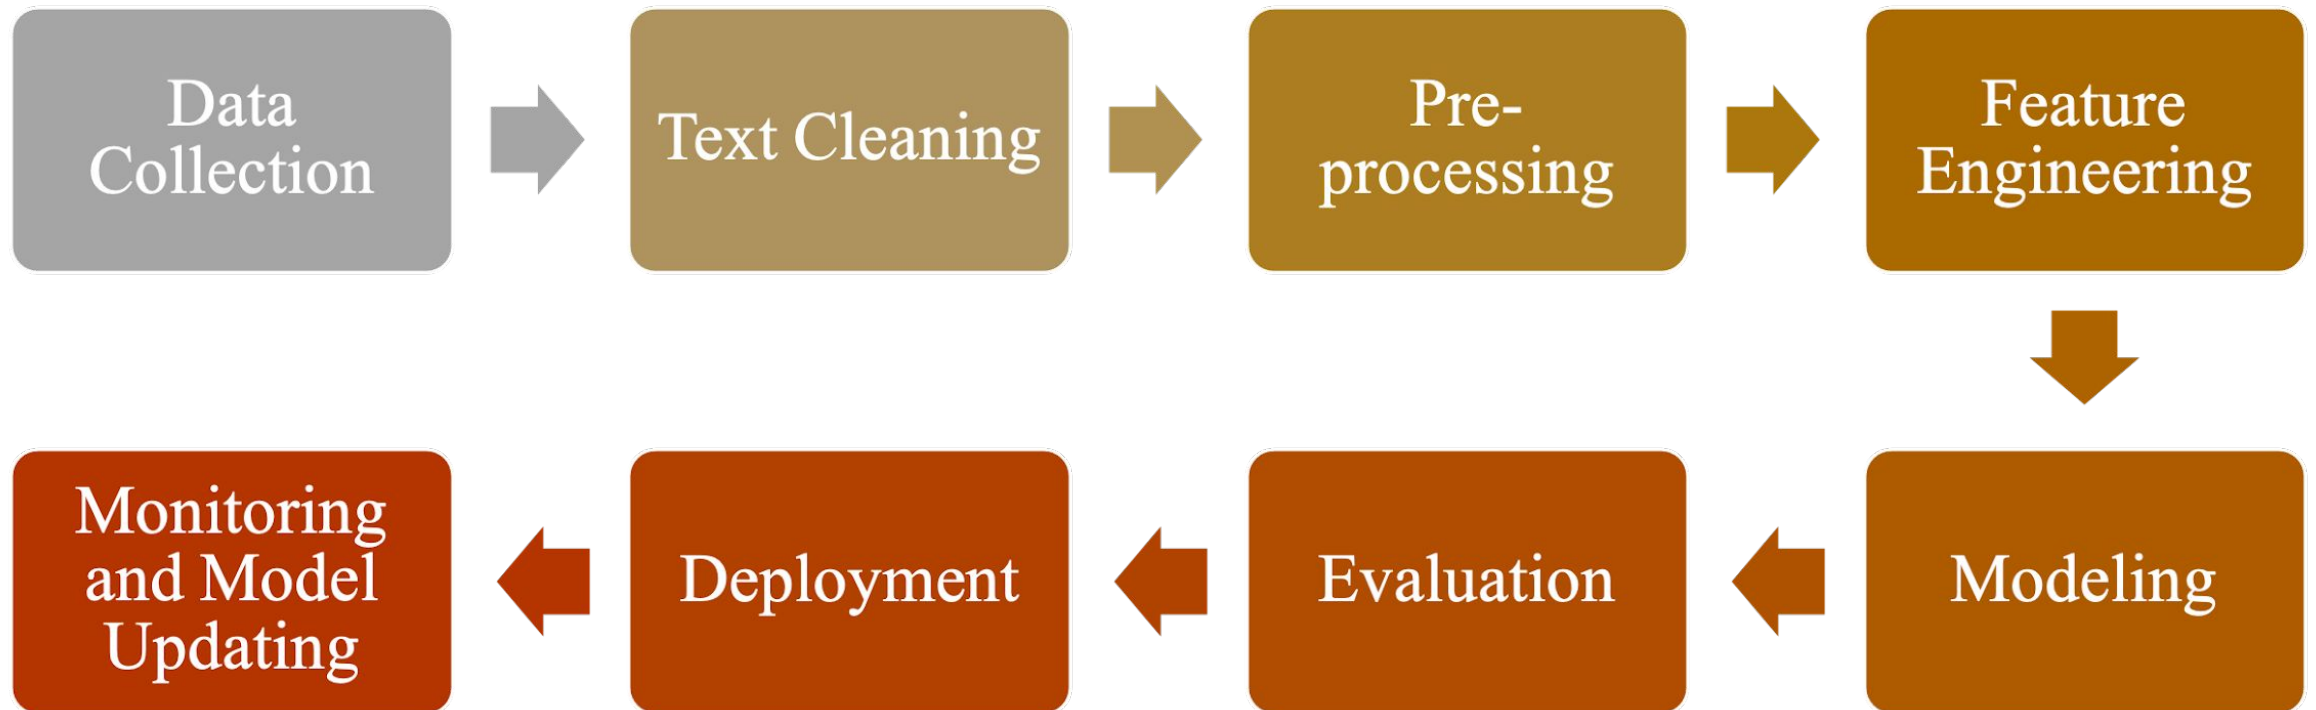 Data
Collection
Text Cleaning
Pre-
processing
Feature
Engineering
Modeling
Evaluation
Deployment
Monitoring
and Model
Updating